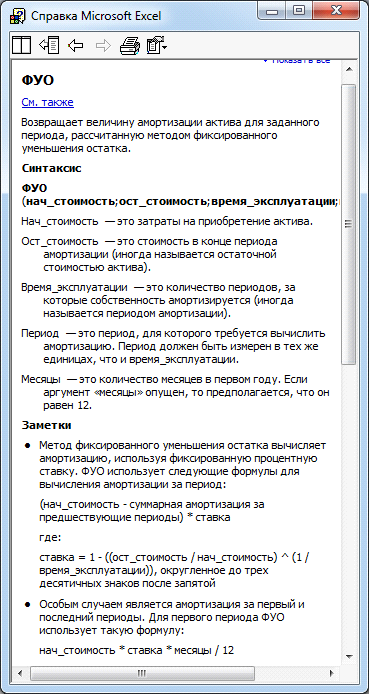 Справка Microsoft Excel
Показать все
ФУО
См. также
Возвращает величину амортизации актива для заданного
периода, рассчитанную методом фиксированного
уменьшения остатка.
Синтаксис
ФУО
(нач_стоимость;ост_стоимость;время_эксплуатации;
Нач_стоимость — это затраты на приобретение актива.
Ост_стоимость — это стоимость в конце периода
амортизации (иногда называется остаточной
стоимостью актива).
Время_эксплуатации — это количество периодов, за
которые собственность амортизируется (иногда
называется периодом амортизации).
Период — это период, для которого требуется вычислить
амортизацию. Период должен быть измерен в тех же
единицах, что и время_эксплуатации.
Месяцы — это количество месяцев в первом году. Если
аргумент «месяцы» опущен, то предполагается, что он
равен 12.
Заметки
• Метод фиксированного уменьшения остатка вычисляет
амортизацию, используя фиксированную процентную
ставку. ФУО использует следующие формулы для
вычисления амортизации за период:
(нач_стоимость - суммарная амортизация за
предшествующие периоды) * ставка
где:
ставка = 1 - ((ост_стоимость / нач_стоимость) ^ (1 /
время_эксплуатации)), округленное до трех
десятичных знаков после запятой
• Особым случаем является амортизация за первый и
последний периоды. Для первого периода ФУО
использует такую формулу:
нач_стоимость * ставка * месяцы / 12